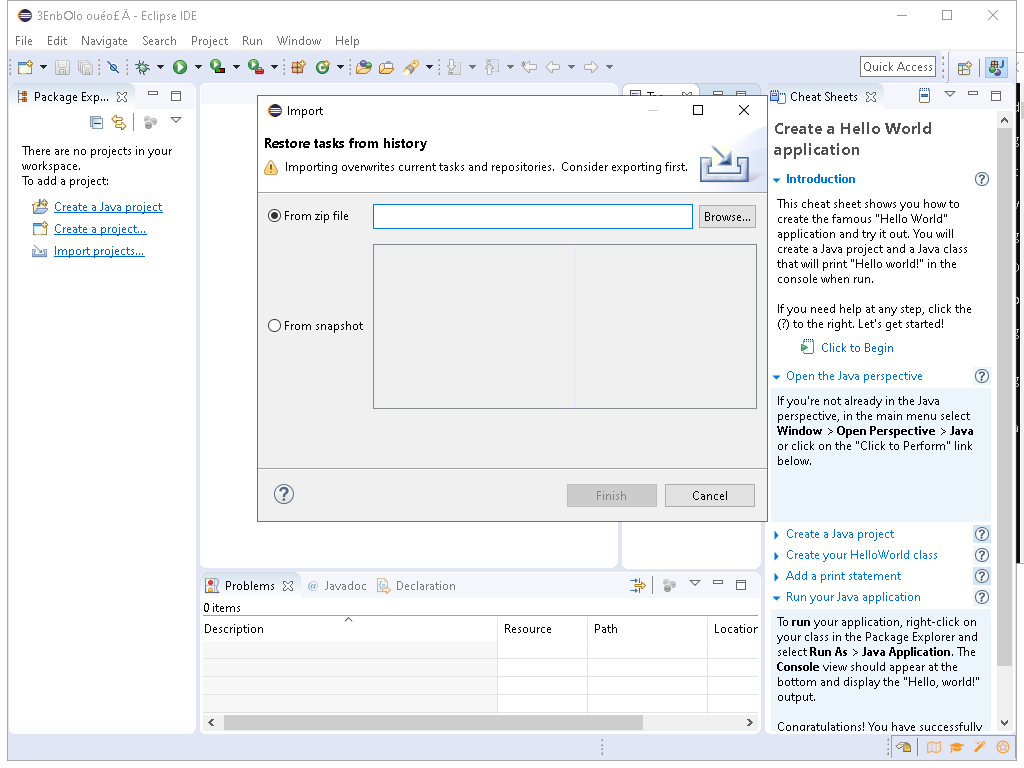 3EnbOlo ouéo£Ä - Eclipse IDE
File Edit Navigate Search Project Run Window Help
Quick Access
Package Exp...
There are no projects in your
workspace.
To add a project:
Create a Java project
Create a project...
Import projects...
Import
Restore tasks from history
Importing overwrites current tasks and repositories. Consider exporting first.
From zip file
Browse...
From snapshot
Finish
Cancel
Cheat Sheets
Create a Hello World
application
Introduction
This cheat sheet shows you how to
create the famous "Hello World"
application and try it out. You will
create a Java project and a Java class
that will print "Hello world!" in the
console when run.
If you need help at any step, click the
(?) to the right. Let's get started!
Click to Begin
Open the Java perspective
If you're not already in the Java
perspective, in the main menu select
Window > Open Perspective > Java
or click on the "Click to Perform" link
below.
Create a Java project
Create your HelloWorld class
Add a print statement
Run your Java application
To run your application, right-click on
your class in the Package Explorer and
select Run As > Java Application. The
Console view should appear at the
bottom and display the "Hello, world!"
output.
Congratulations! You have successfully
Problems @ Javadoc Declaration
0 items
Description Resource Path Location